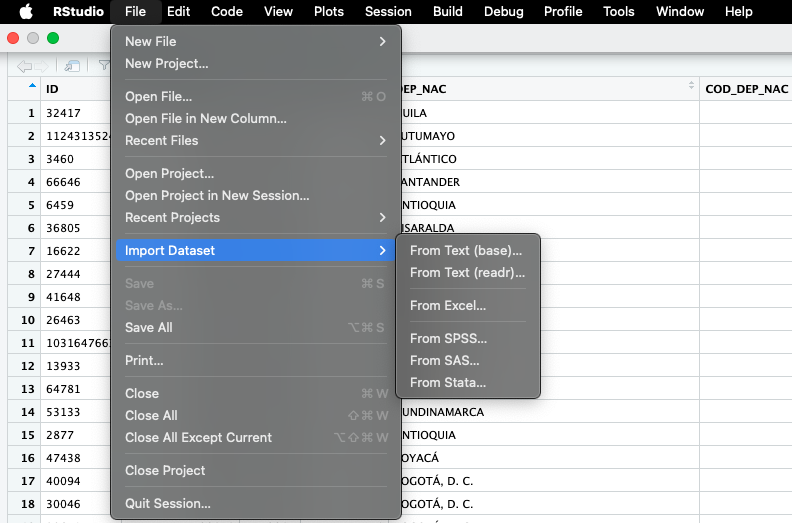 RStudio File Edit Code View Plots Session Build Debug Profile Tools Window Help
New File
New Project...
Open File... ⌘ O
Open File in New Column...
Recent Files
Open Project...
Open Project in New Session...
Recent Projects
Import Dataset
Save ⌘ S
Save As...
Save All ⌥⌘ S
Print...
Close ⌘ W
Close All ⇧⌘ W
Close All Except Current ⌥⇧⌘ W
Close Project
Quit Session...
From Text (base)...
From Text (readr)...
From Excel...
From SPSS...
From SAS...
From Stata...
ID EP_NAC COD_DEP_NAC
1 32417 UILA
2 1124313524 UTUMAYO
3 3460 TLÁNTICO
4 66646 ANTANDER
5 6459 NTIOQUIA
6 36805 ISARALDA
7 16622
8 27444
9 41648
10 26463
11 103164766
12 13933
13 64781
14 53133 UNDINAMARCA
15 2877 NTIOQUIA
16 47438 OYACÁ
17 40094 OGOTÁ, D. C.
18 30046 OGOTÁ, D. C.